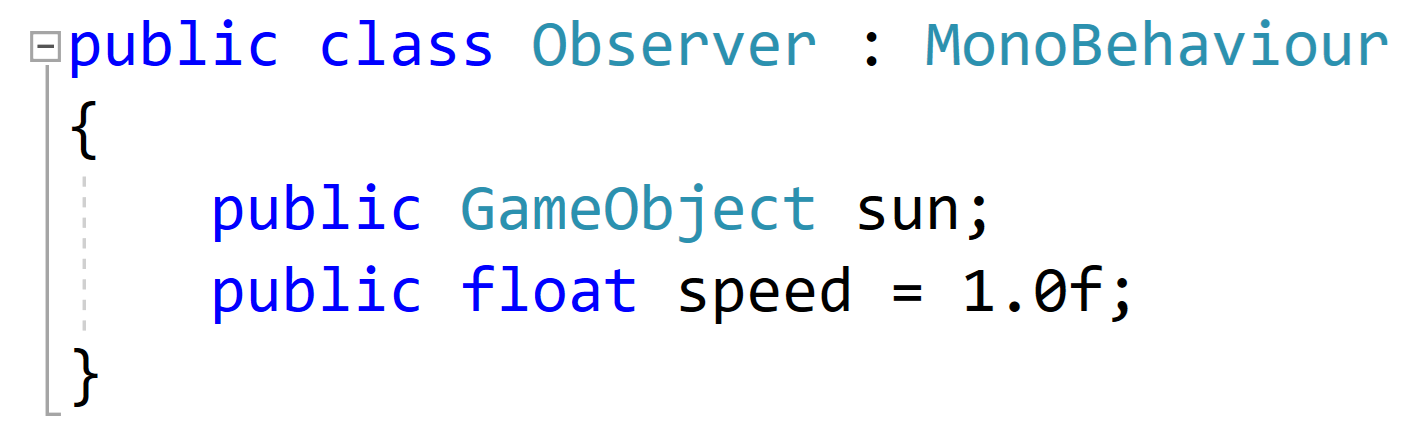 public class Observer : MonoBehaviour
{
    public GameObject sun;
    public float speed = 1.0f;
}